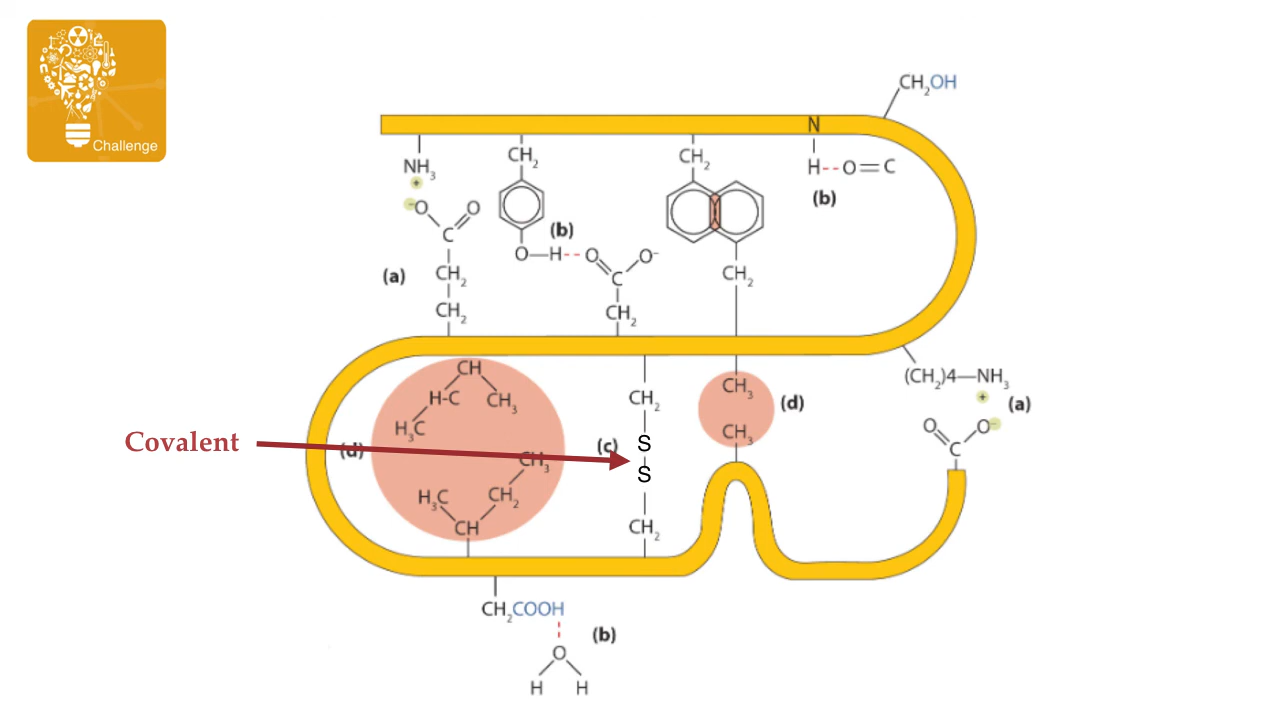 Challenge
CH2OH
N
NH3
CH2
CH2
H--O=C
+
(b)
-O
O
(b)
C
O—H--O
O-
(a)
CH2
C
CH2
CH2
CH2
(CH2)4—NH3
CH
CH3
+
(a)
H-C
CH3
CH2
(d)
H3C
O
O-
CH3
Covalent
(d)
(c)
S
C
CH3
S
H3C
CH2
CH
CH2
CH2COOH
(b)
O
H
H